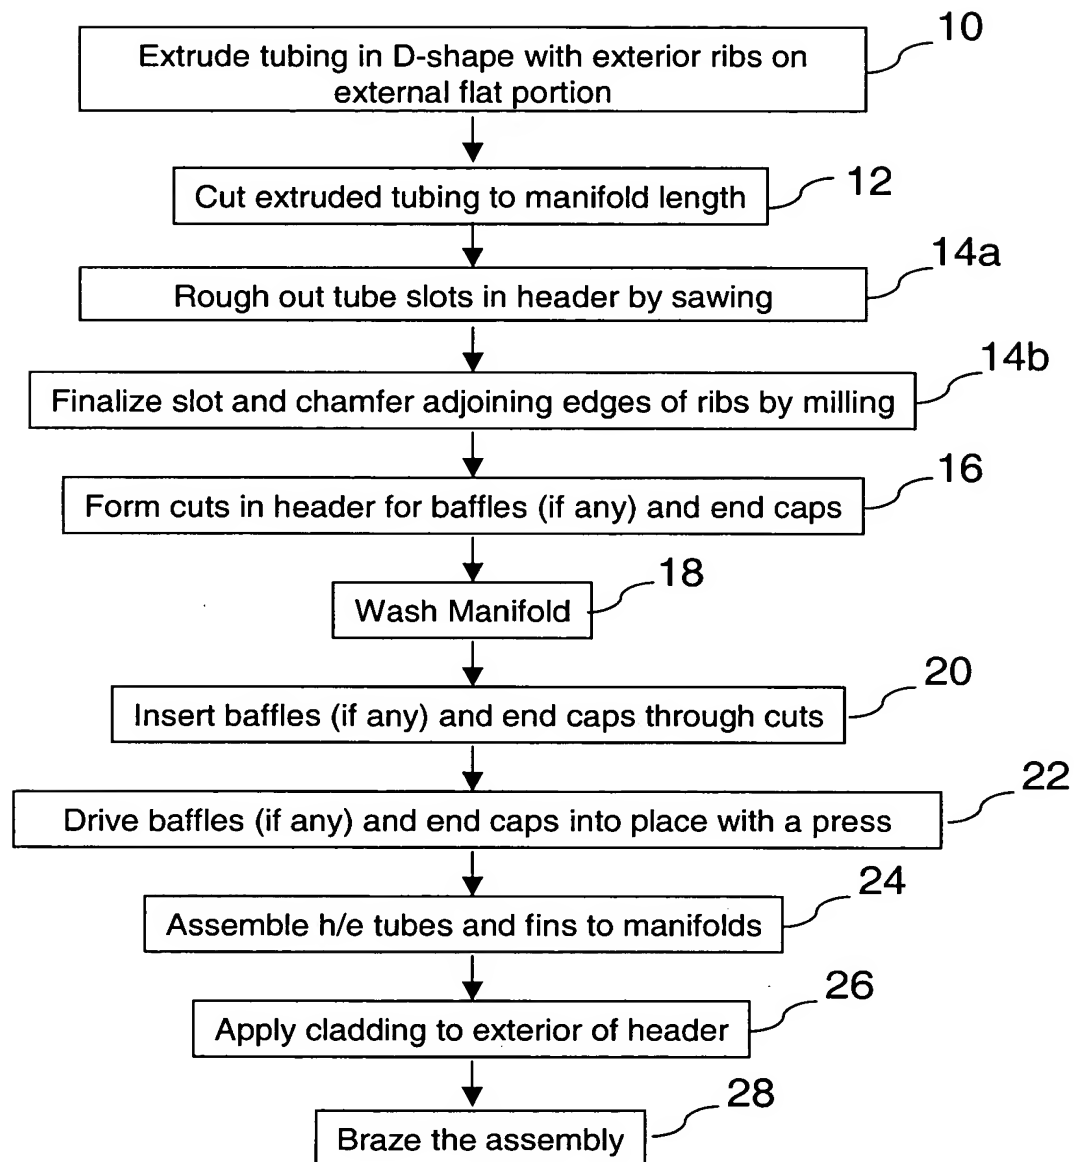 10
Extrude tubing in D-shape with exterior ribs on
external flat portion
12
Cut extruded tubing to manifold length
14a
Rough out tube slots in header by sawing
14b
Finalize slot and chamfer adjoining edges of ribs by milling
16
Form cuts in header for baffles (if any) and end caps
18
Wash Manifold
20
Insert baffles (if any) and end caps through cuts
22
Drive baffles (if any) and end caps into place with a press
24
Assemble h/e tubes and fins to manifolds
26
Apply cladding to exterior of header
28
Braze the assembly